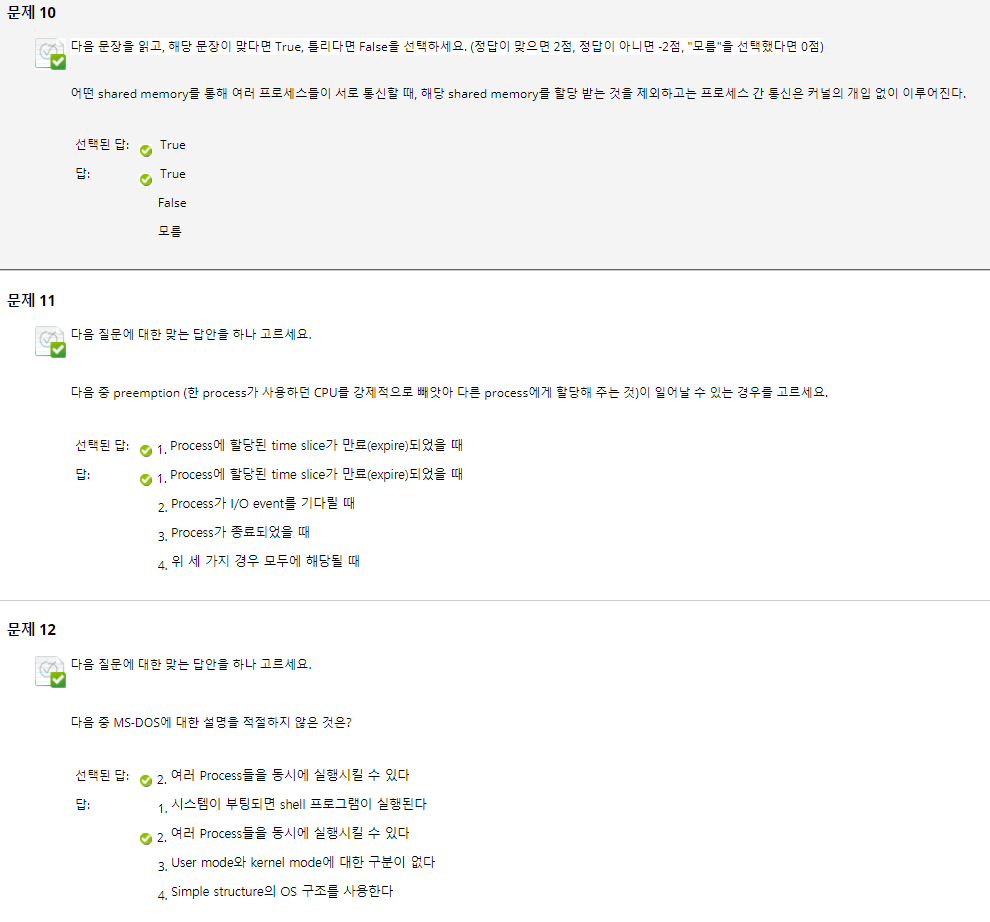 문제 10
다음 문장을 읽고, 해당 문장이 맞다면 True, 틀리다면 False을 선택하세요. (정답이 맞으면 2점, 정답이 아니면 -2점, "모름"을 선택했다면 0점)
어떤 shared memory를 통해 여러 프로세스들이 서로 통신할 때, 해당 shared memory를 할당 받는 것을 제외하고는 프로세스 간 통신은 커널의 개입 없이 이루어진다.
선택된 답: True
답: True
False
모름
문제 11
다음 질문에 대한 맞는 답안을 하나 고르세요.
다음 중 preemption (한 process가 사용하던 CPU를 강제적으로 빼앗아 다른 process에게 할당해 주는 것)이 일어날 수 있는 경우를 고르세요.
선택된 답: 1. Process에 할당된 time slice가 만료(expire)되었을 때
답: 1. Process에 할당된 time slice가 만료(expire)되었을 때
2. Process가 I/O event를 기다릴 때
3. Process가 종료되었을 때
4. 위 세 가지 경우 모두에 해당될 때
문제 12
다음 질문에 대한 맞는 답안을 하나 고르세요.
다음 중 MS-DOS에 대한 설명을 적절하지 않은 것은?
선택된 답: 2. 여러 Process들을 동시에 실행시킬 수 있다
답: 1. 시스템이 부팅되면 shell 프로그램이 실행된다
2. 여러 Process들을 동시에 실행시킬 수 있다
3. User mode와 kernel mode에 대한 구분이 없다
4. Simple structure의 OS 구조를 사용한다